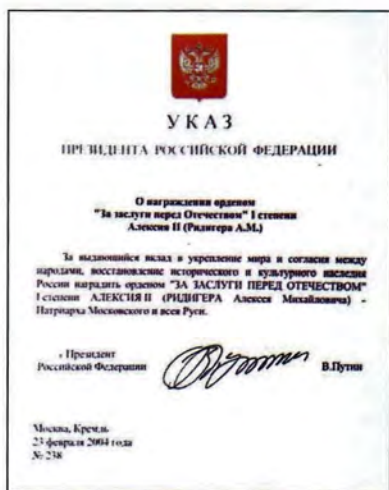 УКАЗ
ПРЕЗИДЕНТА РОССИЙСКОЙ ФЕДЕРАЦИИ
О награждении орденом
"За заслуги перед Отечеством" I степени
Алексия II (Ридигера А.М.)
За выдающийся вклад в укрепление мира и согласия между
народами, восстановление исторического и культурного наследия
России наградить орденом "ЗА ЗАСЛУГИ ПЕРЕД ОТЕЧЕСТВОМ"
I степени АЛЕКСИЯ II (РИДИГЕРА Алексея Михайловича) -
Патриарха Московского и всея Руси.
Президент
Российской Федерации В.Путин
Москва, Кремль
23 февраля 2004 года
№ 238